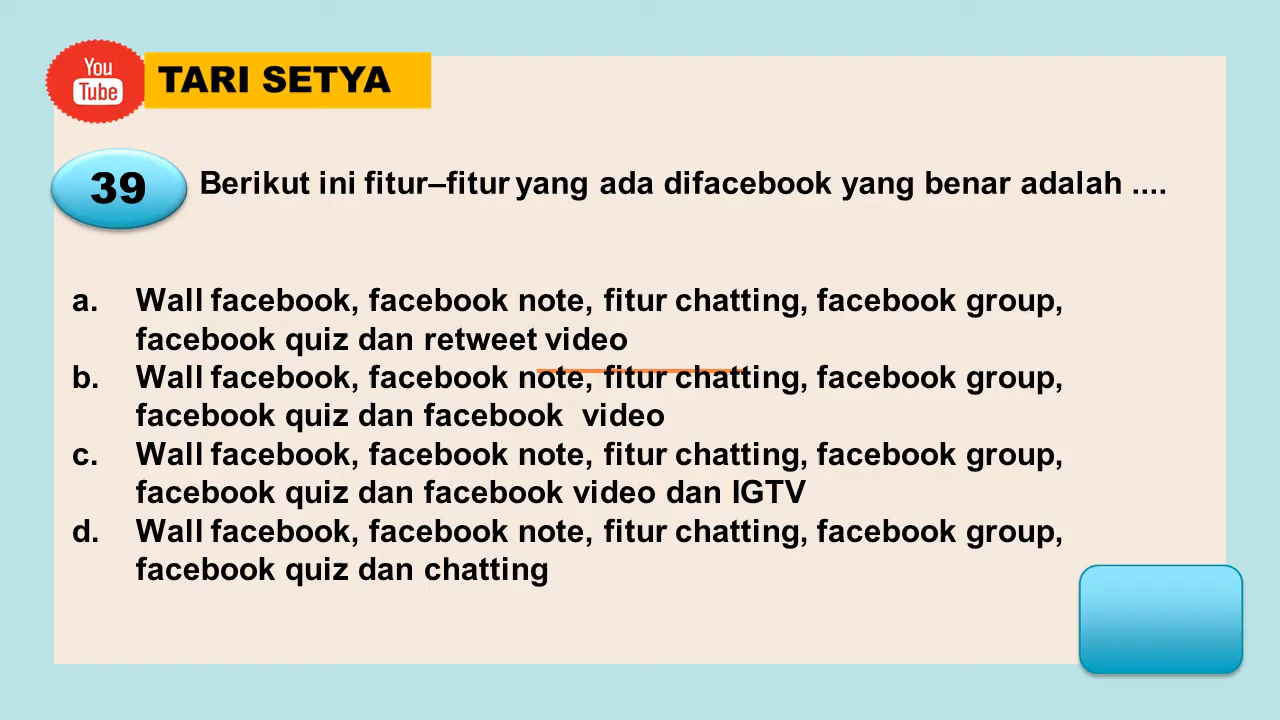 You
Tube
TARI SETYA
39
Berikut ini fitur–fitur yang ada difacebook yang benar adalah ....
a. Wall facebook, facebook note, fitur chatting, facebook group,
facebook quiz dan retweet video
b. Wall facebook, facebook note, fitur chatting, facebook group,
facebook quiz dan facebook  video
c. Wall facebook, facebook note, fitur chatting, facebook group,
facebook quiz dan facebook video dan IGTV
d. Wall facebook, facebook note, fitur chatting, facebook group,
facebook quiz dan chatting